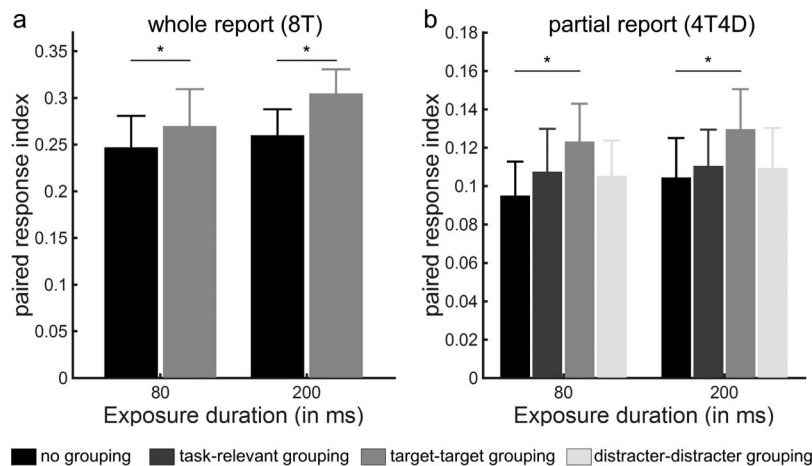 a
whole report (8T)
b
partial report (4T4D)
paired response index
0.35
0.3
0.25
0.2
0.15
0.1
0.05
0
*
*
80
200
Exposure duration (in ms)
paired response index
0.18
0.16
0.14
0.12
0.1
0.08
0.06
0.04
0.02
0
*
*
80
200
Exposure duration (in ms)
no grouping
task-relevant grouping
target-target grouping
distracter-distracter grouping